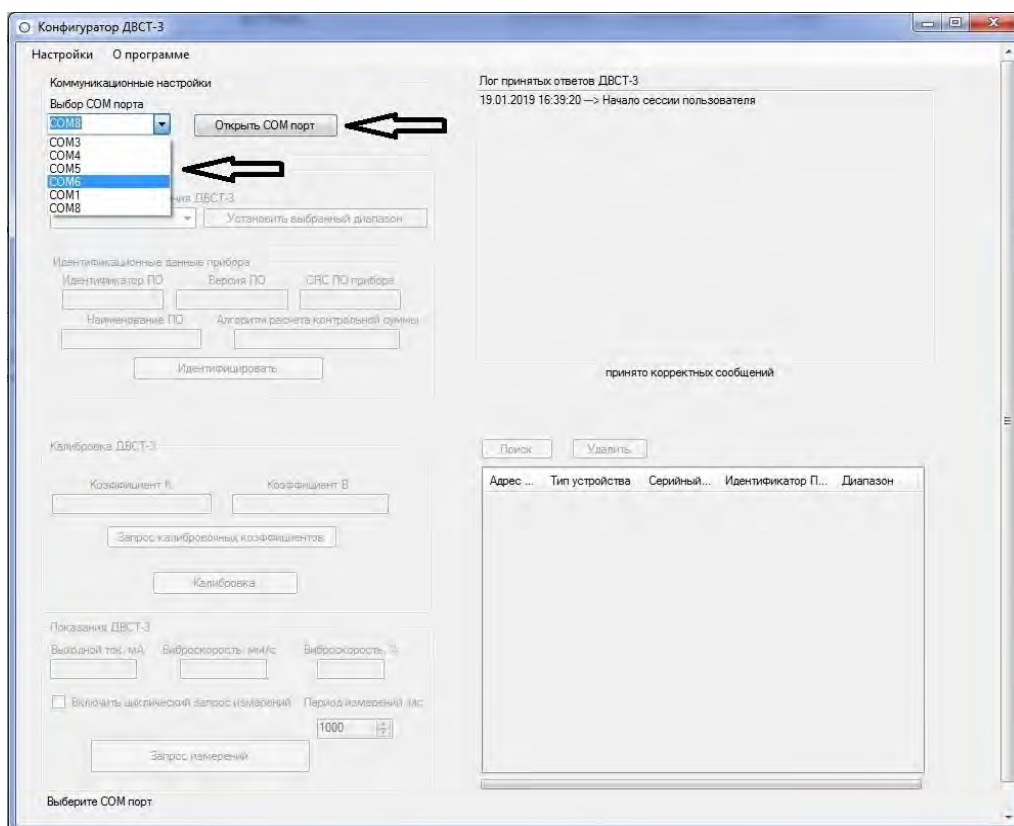 Конфигуратор ДВСТ-3
Настройки О программе
Коммуникационные настройки
Выбор COM порта
COM8
Открыть COM порт
COM3
COM4
COM5
COM6
COM1
COM8
ния ДВСТ-3
Установить выбранный диапазон
Идентификационные данные прибора
Идентификатор ПО Версия ПО CRC ПО прибора
Наименование ПО Алгоритм расчета контрольной суммы
Идентифицировать
Калибровка ДВСТ-3
Коэффициент К Коэффициент В
Запрос калибровочных коэффициентов
Калибровка
Показания ДВСТ-3
Выходной ток, мА Виброскорость, мм/с Виброскорость, %
Включить циклический запрос измерений Период измерений, мс
1000
Запрос измерений
Выберите COM порт
Лог принятых ответов ДВСТ-3
19.01.2019 16:39:20 --> Начало сессии пользователя
принято корректных сообщений
Поиск Удалить
Адрес ... Тип устройства Серийный... Идентификатор П... Диапазон